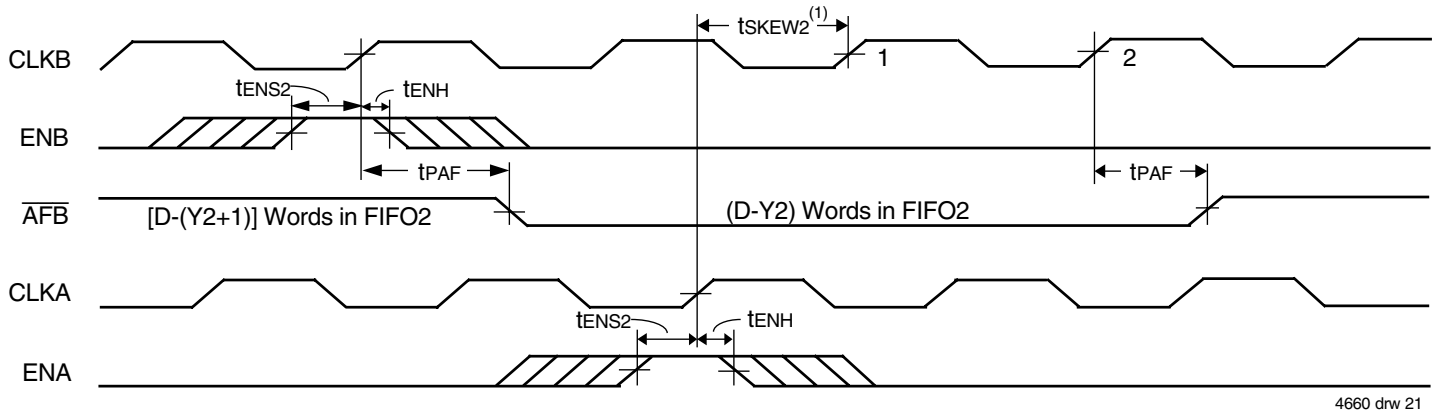 tSKEW2(1)
CLKB
1
2
tENS2
tENH
ENB
tPAF
tPAF
AFB
[D-(Y2+1)] Words in FIFO2
(D-Y2) Words in FIFO2
CLKA
tENS2
tENH
ENA
4660 drw 21